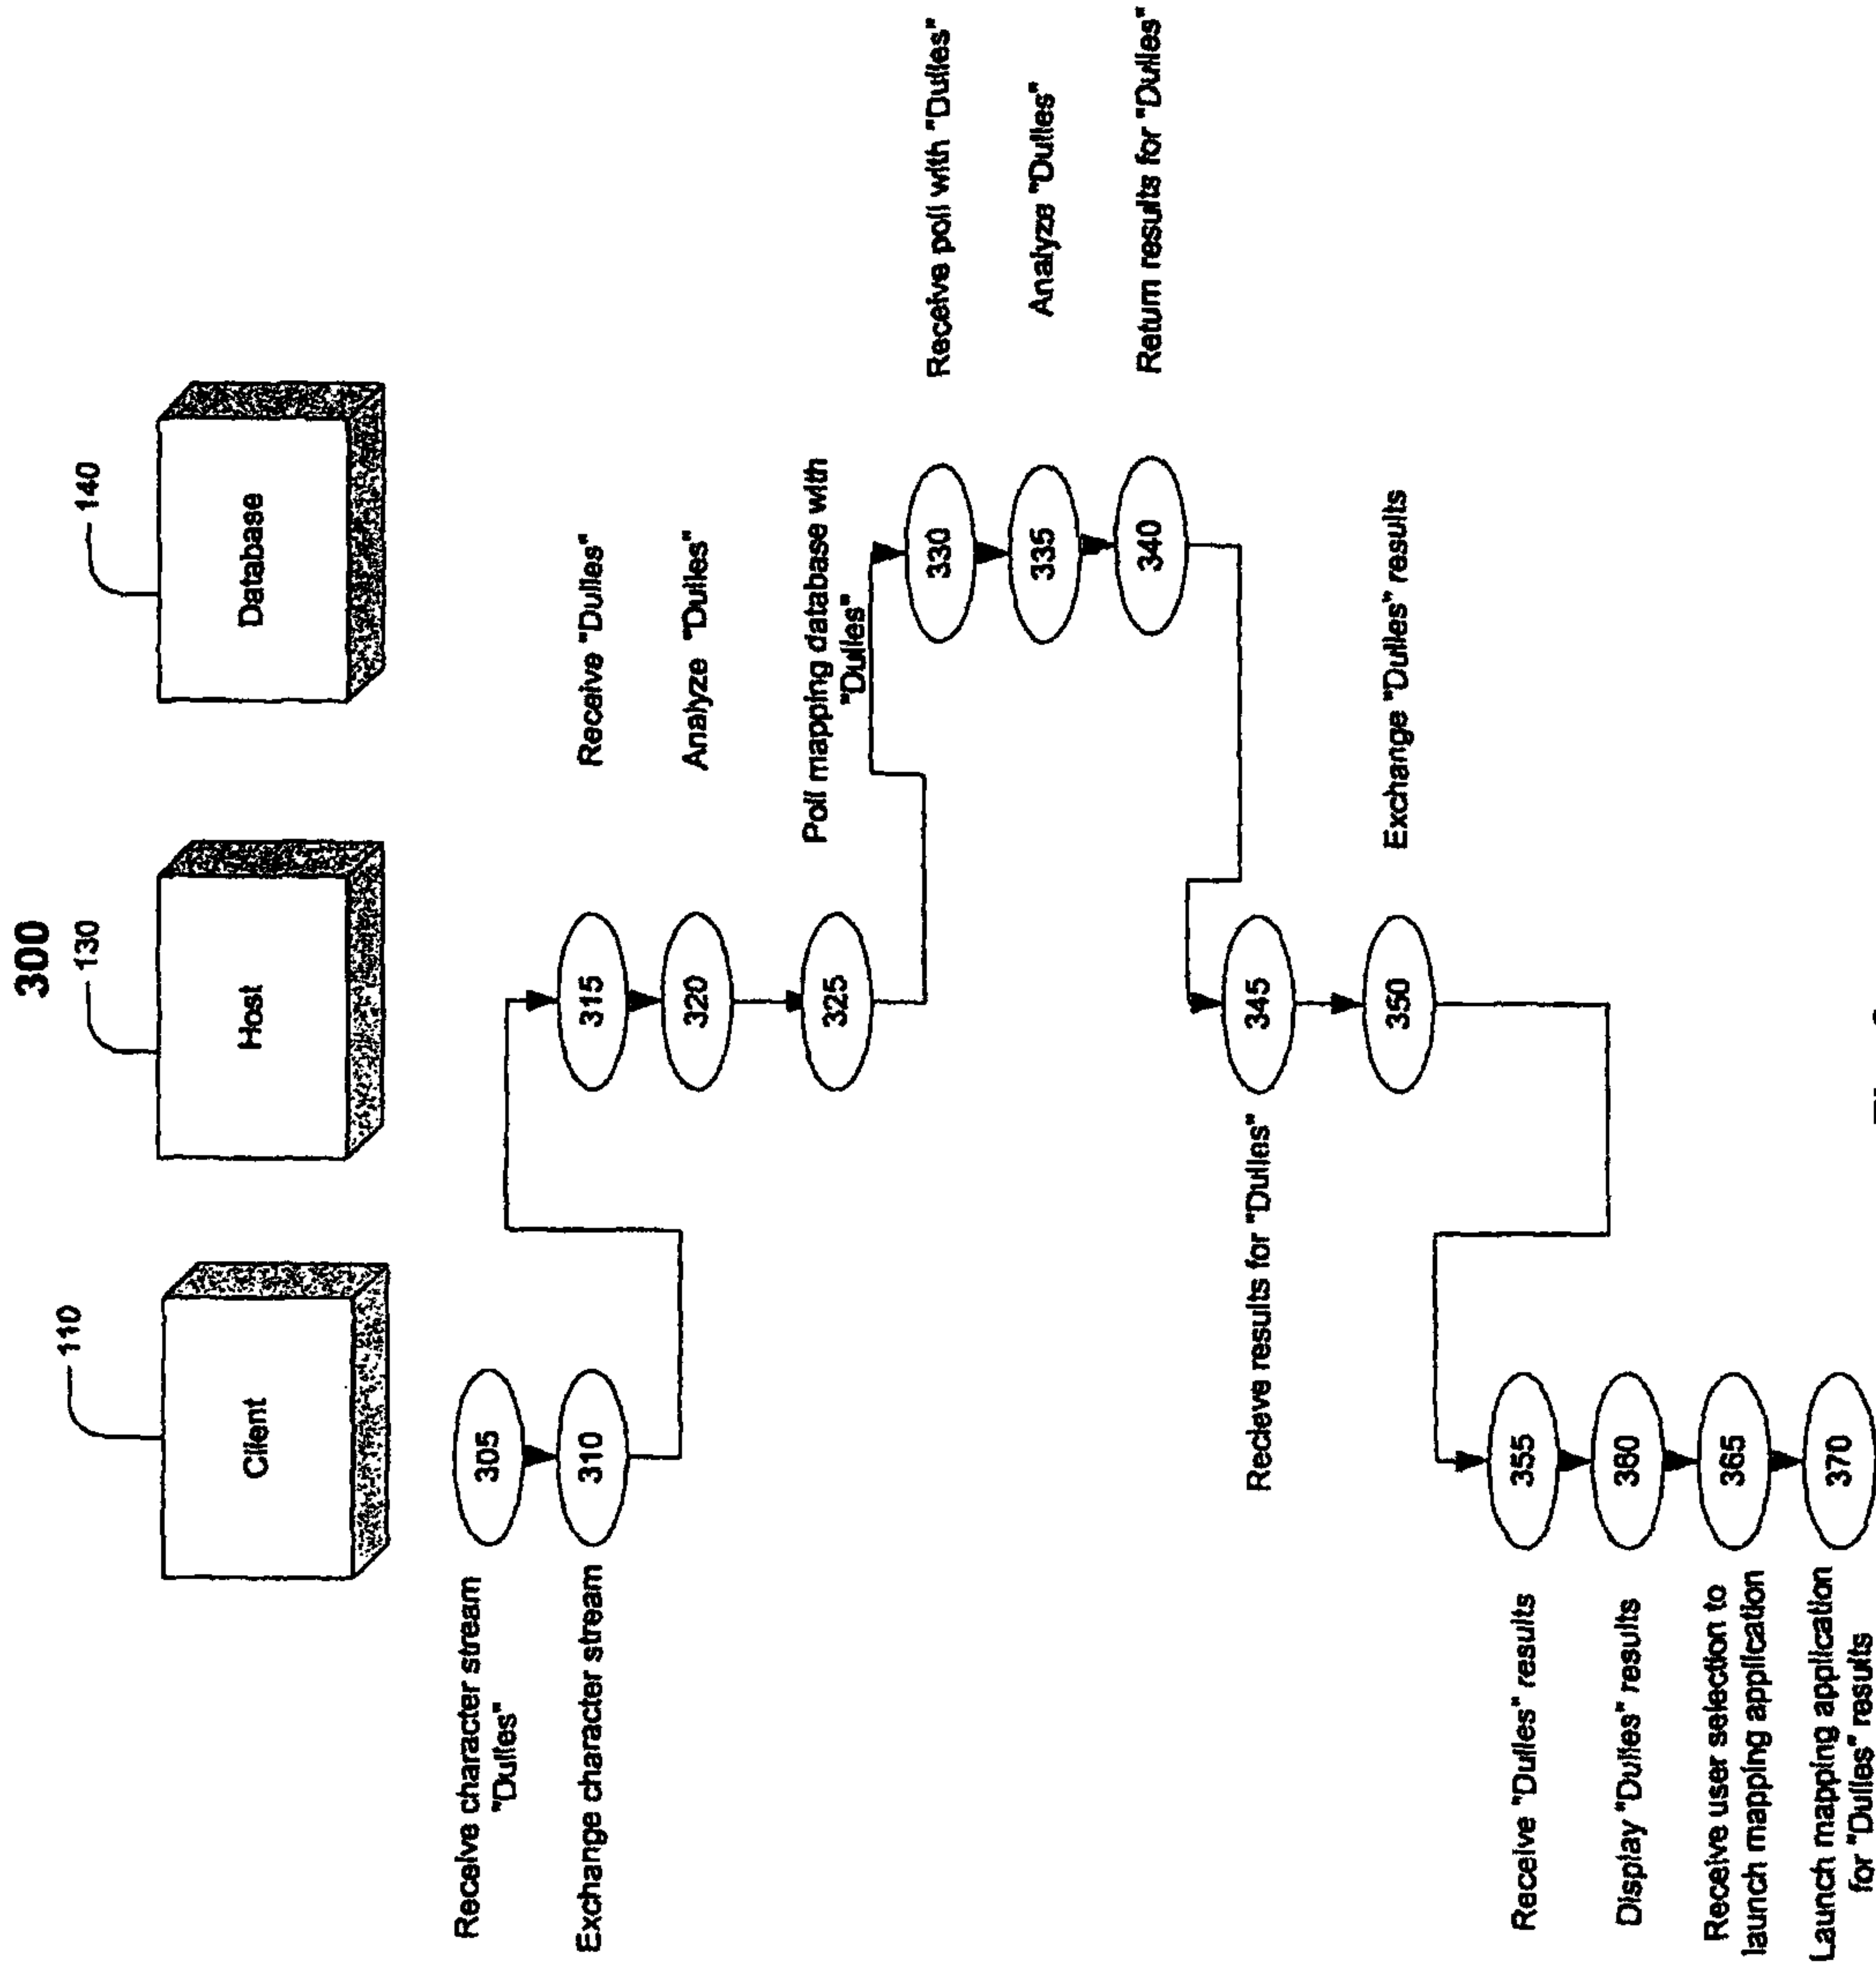 300
110
130
140
Client
Host
Database
Receive character stream
"Dulles"
305
Exchange character stream
310
315
Receive "Dulles"
320
Analyze "Dulles"
325
Poll mapping database with
"Dulles"
330
Receive poll with "Dulles"
335
Analyze "Dulles"
340
Return results for "Dulles"
Recieve results for "Dulles"
345
350
Exchange "Dulles" results
Receive "Dulles" results
355
Display "Dulles" results
380
Receive user selection to
launch mapping application
365
Launch mapping application
for "Dulles" results
370